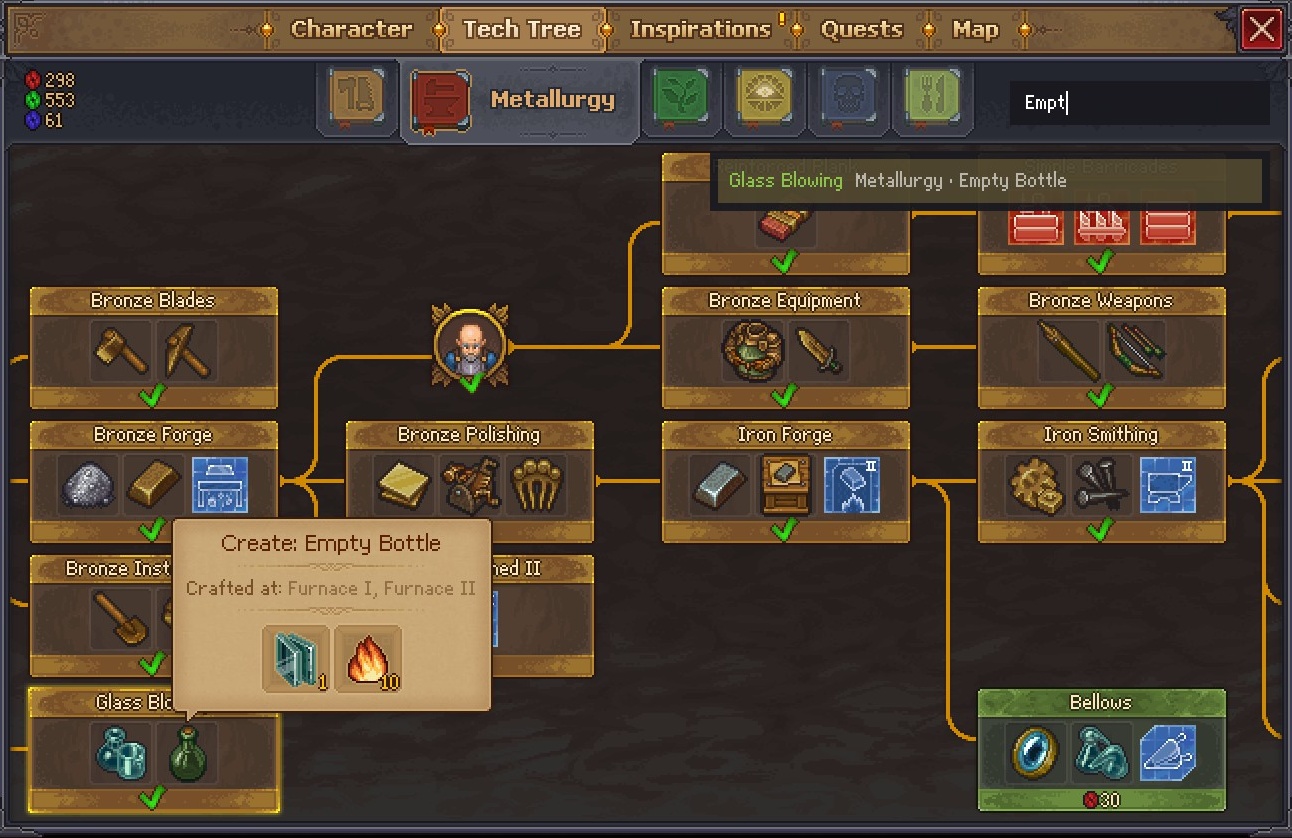 Character
Tech Tree
Inspirations !
Quests
Map
298
553
61
Metallurgy
Empt
Glass Blowing Metallurgy · Empty Bottle
Bronze Blades
Bronze Equipment
Bronze Weapons
Bronze Forge
Bronze Polishing
Iron Forge
Iron Smithing
II
II
Create: Empty Bottle
Crafted at: Furnace I, Furnace II
1
10
Bronze Inst
ned II
Glass Blo
Bellows
30